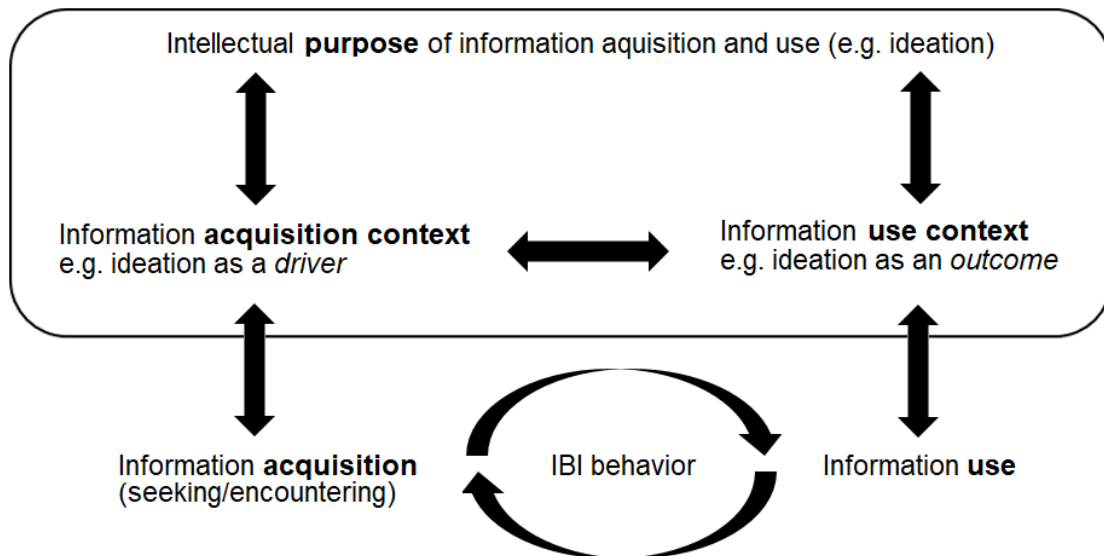 Intellectual purpose of information aquisition and use (e.g. ideation)
Information acquisition context
e.g. ideation as a driver
Information use context
e.g. ideation as an outcome
Information acquisition
(seeking/encountering)
IBI behavior
Information use